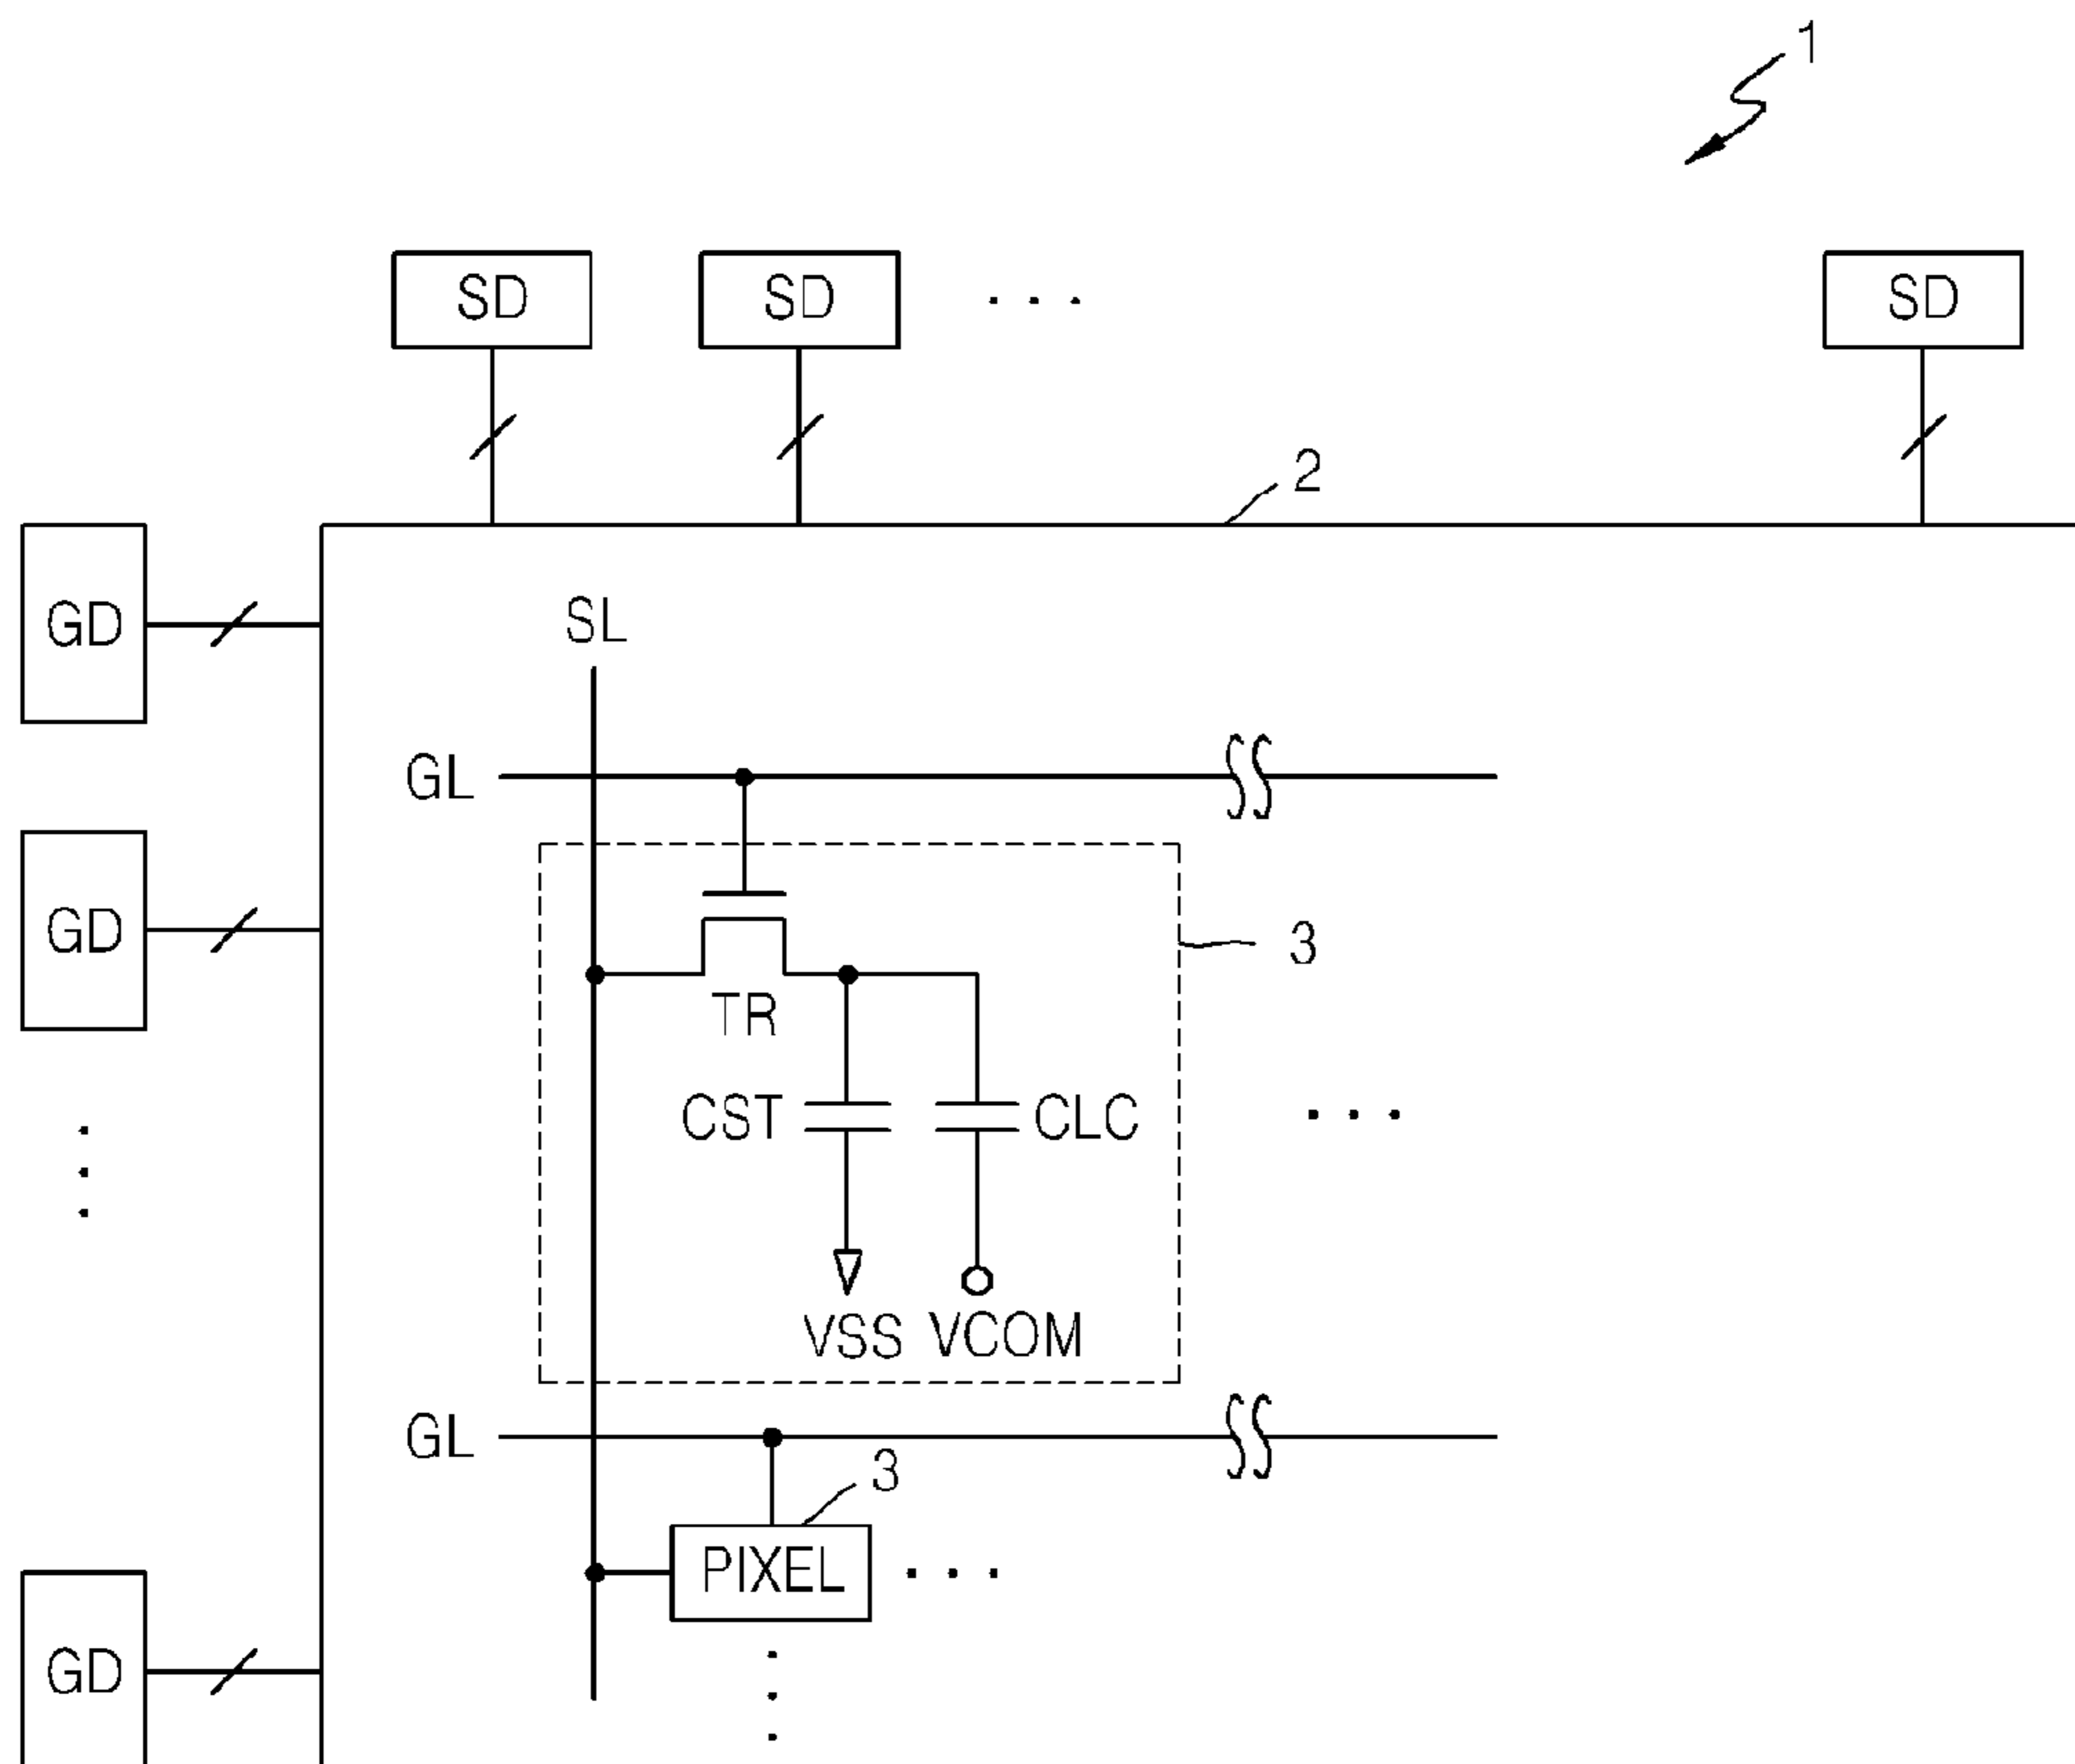 1
SD SD ... SD
2
GD
SL
GL
GD
3
TR
CST CLC
VSS VCOM
GL
3
PIXEL ...
GD